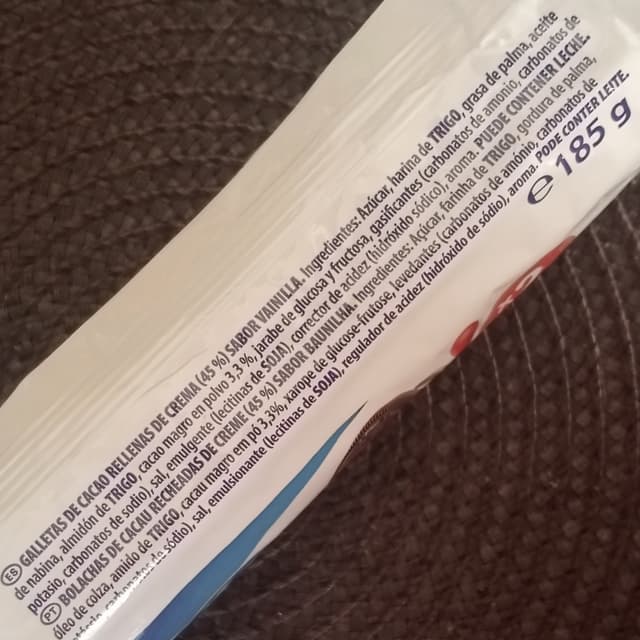 ES GALLETAS DE CACAO RELLENAS DE CREMA (45 %) SABOR VAINILLA. Ingredientes: Azúcar, harina de TRIGO, grasa de palma, aceite
de nabina, almidón de TRIGO, cacao magro en polvo 3,3 %, jarabe de glucosa y fructosa, gasificantes (carbonatos de amonio, carbonatos de
potasio, carbonatos de sodio), sal, emulgente (lecitinas de SOJA), corrector de acidez (hidróxido sódico), aroma. PUEDE CONTENER LECHE.
PT BOLACHAS DE CACAU RECHEADAS DE CREME (45 %) SABOR BAUNILHA. Ingredientes: Açúcar, farinha de TRIGO, gordura de palma,
óleo de colza, amido de TRIGO, cacau magro em pó 3,3%, xarope de glucose-frutose, levedantes (carbonatos de amónio, carbonatos de
carbonatos de sódio), sal, emulsionante (lecitinas de SOJA), regulador de acidez (hidróxido de sódio), aroma. PODE CONTER LEITE.
e 185 g